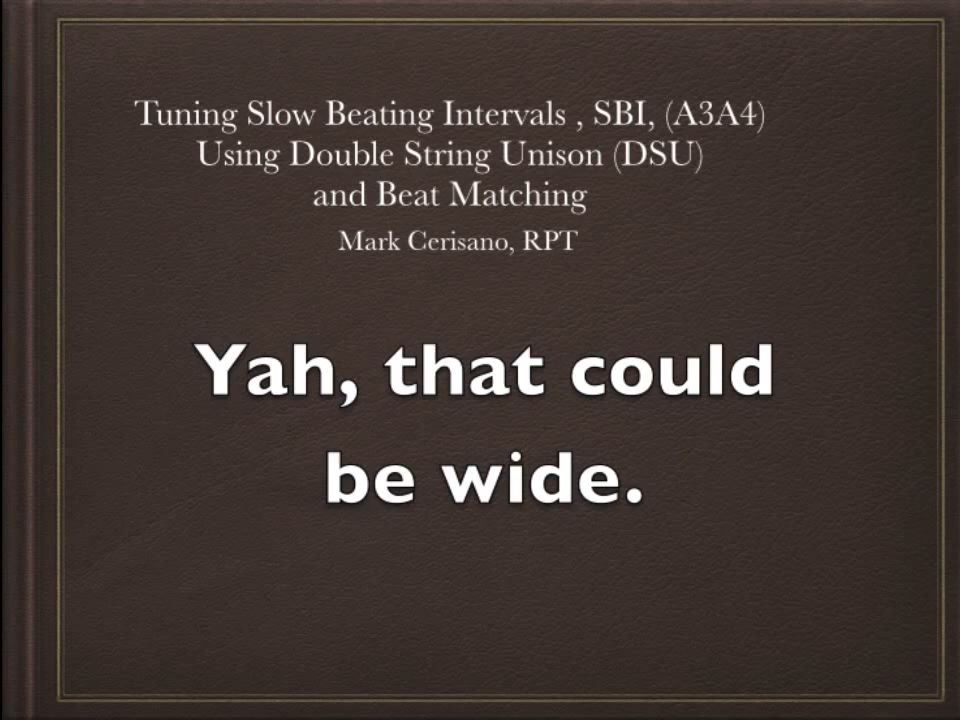 Tuning Slow Beating Intervals , SBI, (A3A4)
Using Double String Unison (DSU)
and Beat Matching
Mark Cerisano, RPT
Yah, that could
be wide.